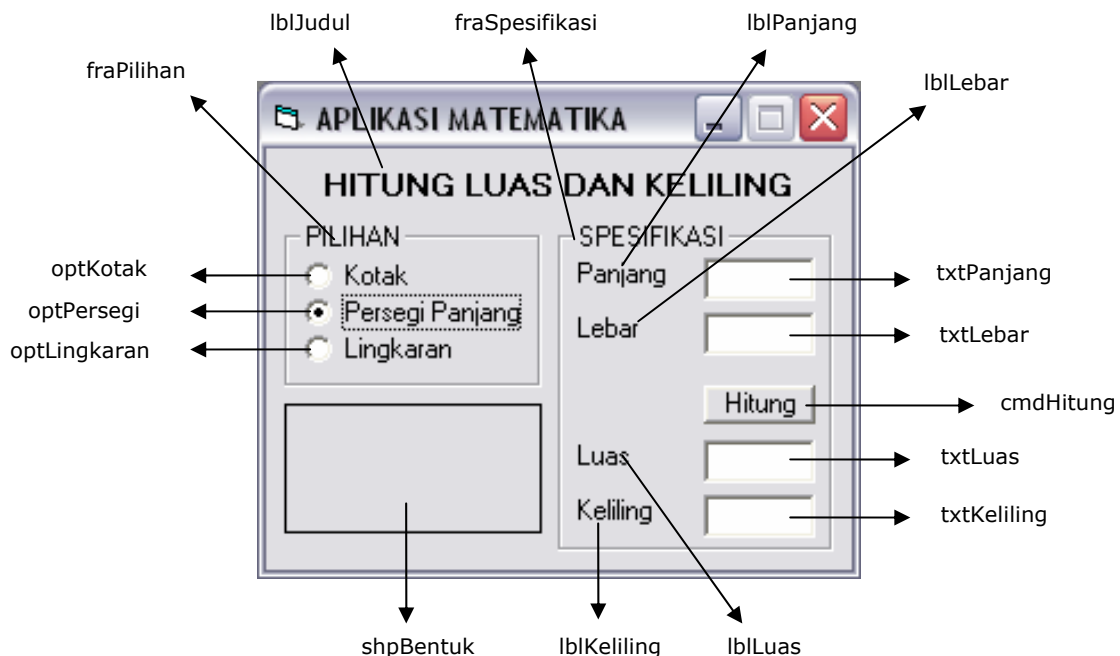 lblJudul fraSpesifikasi lblPanjang
fraPilihan
lblLebar
APLIKASI MATEMATIKA
HITUNG LUAS DAN KELILING
PILIHAN
SPESIFIKASI
optKotak
Kotak
Panjang
txtPanjang
optPersegi
Persegi Panjang
Lebar
txtLebar
optLingkaran
Lingkaran
Hitung
cmdHitung
Luas
txtLuas
Keliling
txtKeliling
shpBentuk lblKeliling lblLuas